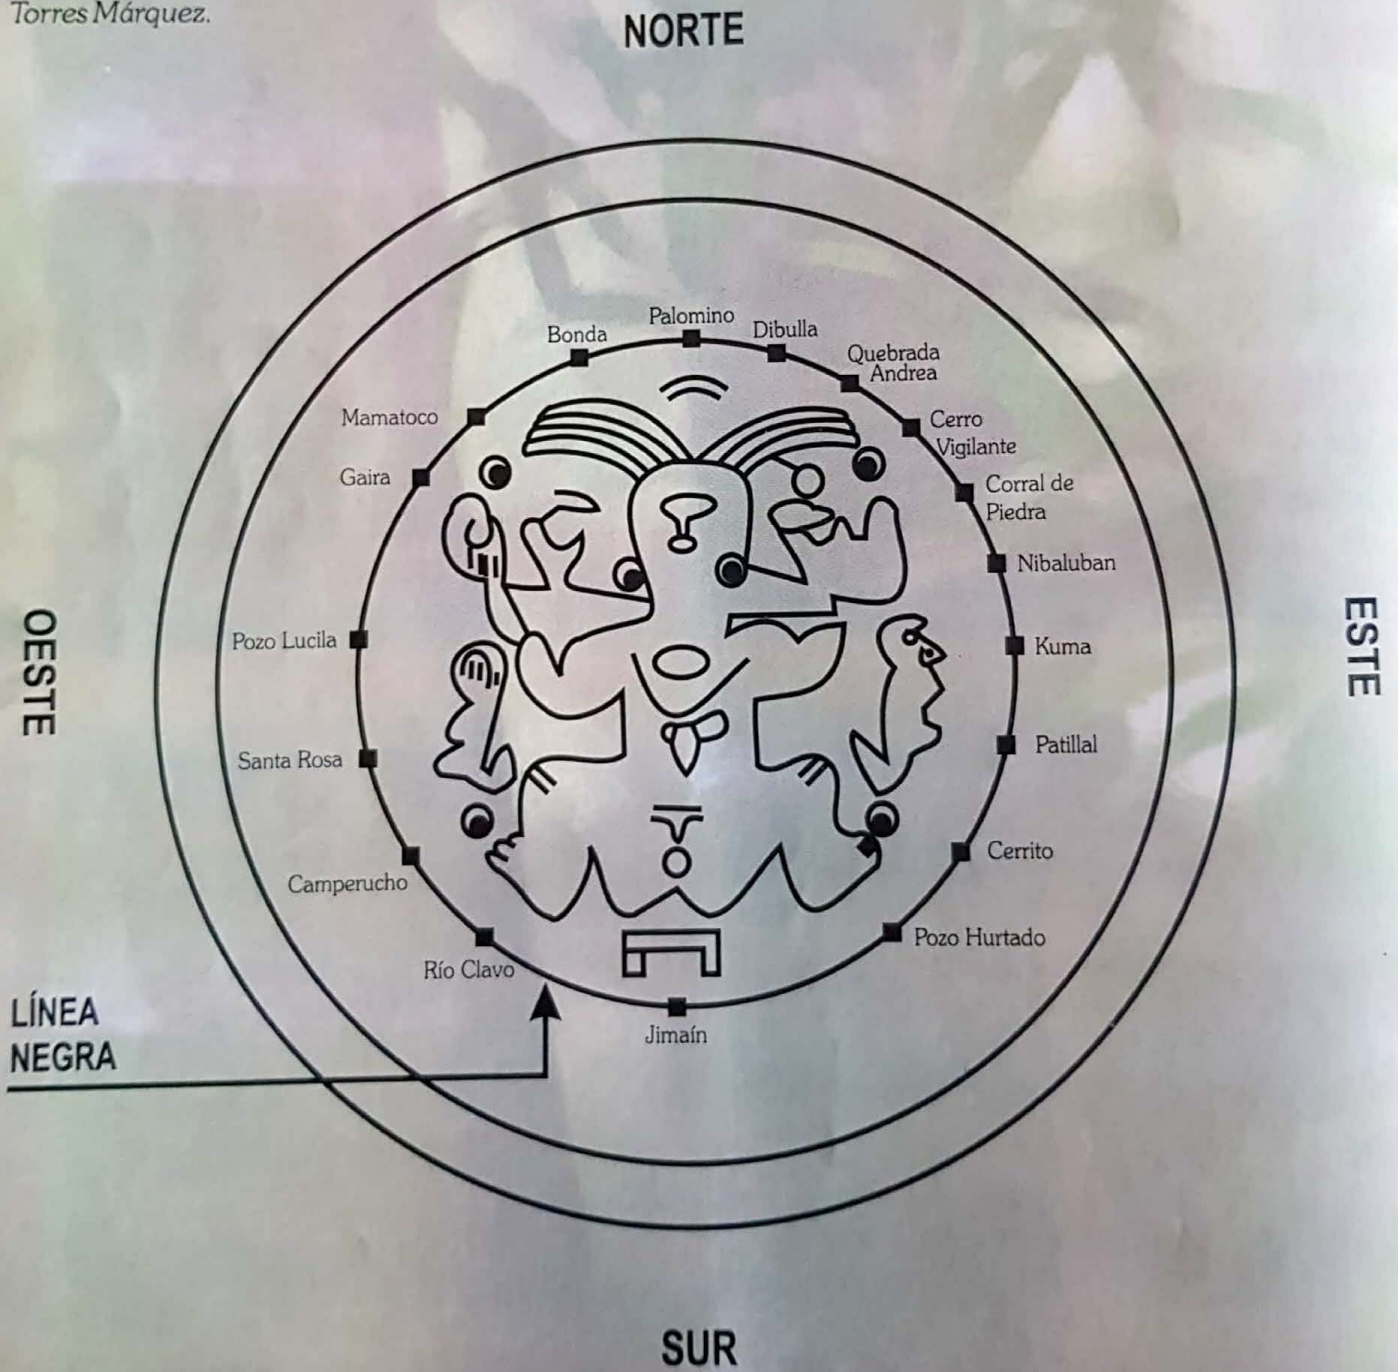 Torres Márquez.
NORTE
Palomino
Bonda
Dibulla
Quebrada
Andrea
Mamatoco
Cerro
Vigilante
Gaira
Corral de
Piedra
Nibaluban
OESTE
ESTE
Pozo Lucila
Kuma
Patillal
Santa Rosa
Cerrito
Camperucho
Pozo Hurtado
Río Clavo
LÍNEA
NEGRA
Jimaín
SUR